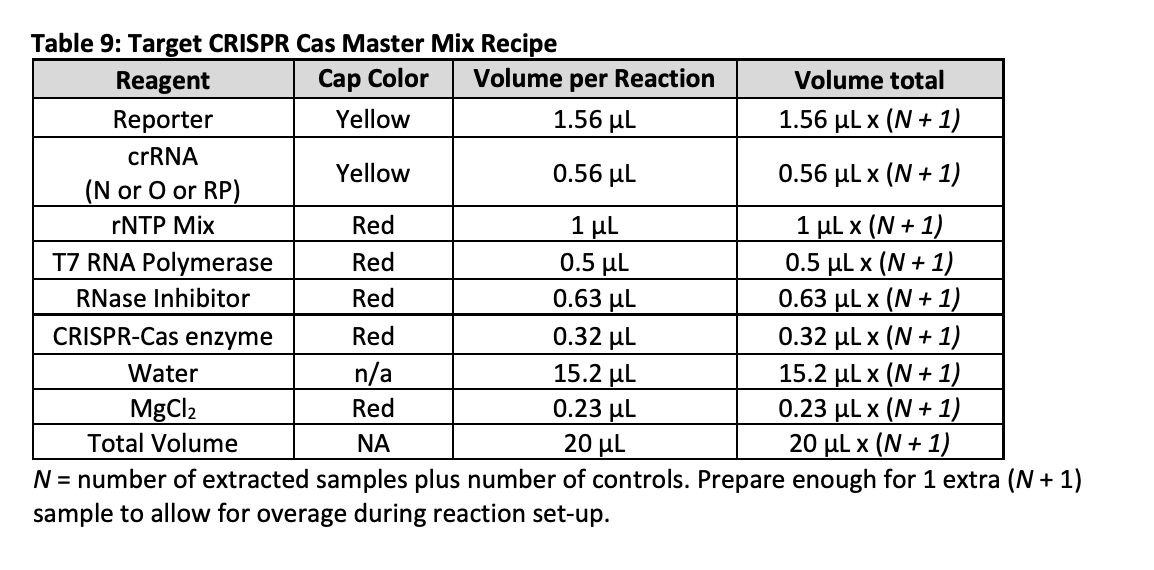 Table 9: Target CRISPR Cas Master Mix Recipe
Reagent Cap Color Volume per Reaction Volume total
Reporter Yellow 1.56 µL 1.56 µL x (N + 1)
crRNA
(N or O or RP) Yellow 0.56 µL 0.56 µL x (N + 1)
rNTP Mix Red 1 µL 1 µL x (N + 1)
T7 RNA Polymerase Red 0.5 µL 0.5 µL x (N + 1)
RNase Inhibitor Red 0.63 µL 0.63 µL x (N + 1)
CRISPR-Cas enzyme Red 0.32 µL 0.32 µL x (N + 1)
Water n/a 15.2 µL 15.2 µL x (N + 1)
MgCl₂ Red 0.23 µL 0.23 µL x (N + 1)
Total Volume NA 20 µL 20 µL x (N + 1)
N = number of extracted samples plus number of controls. Prepare enough for 1 extra (N + 1)
sample to allow for overage during reaction set-up.